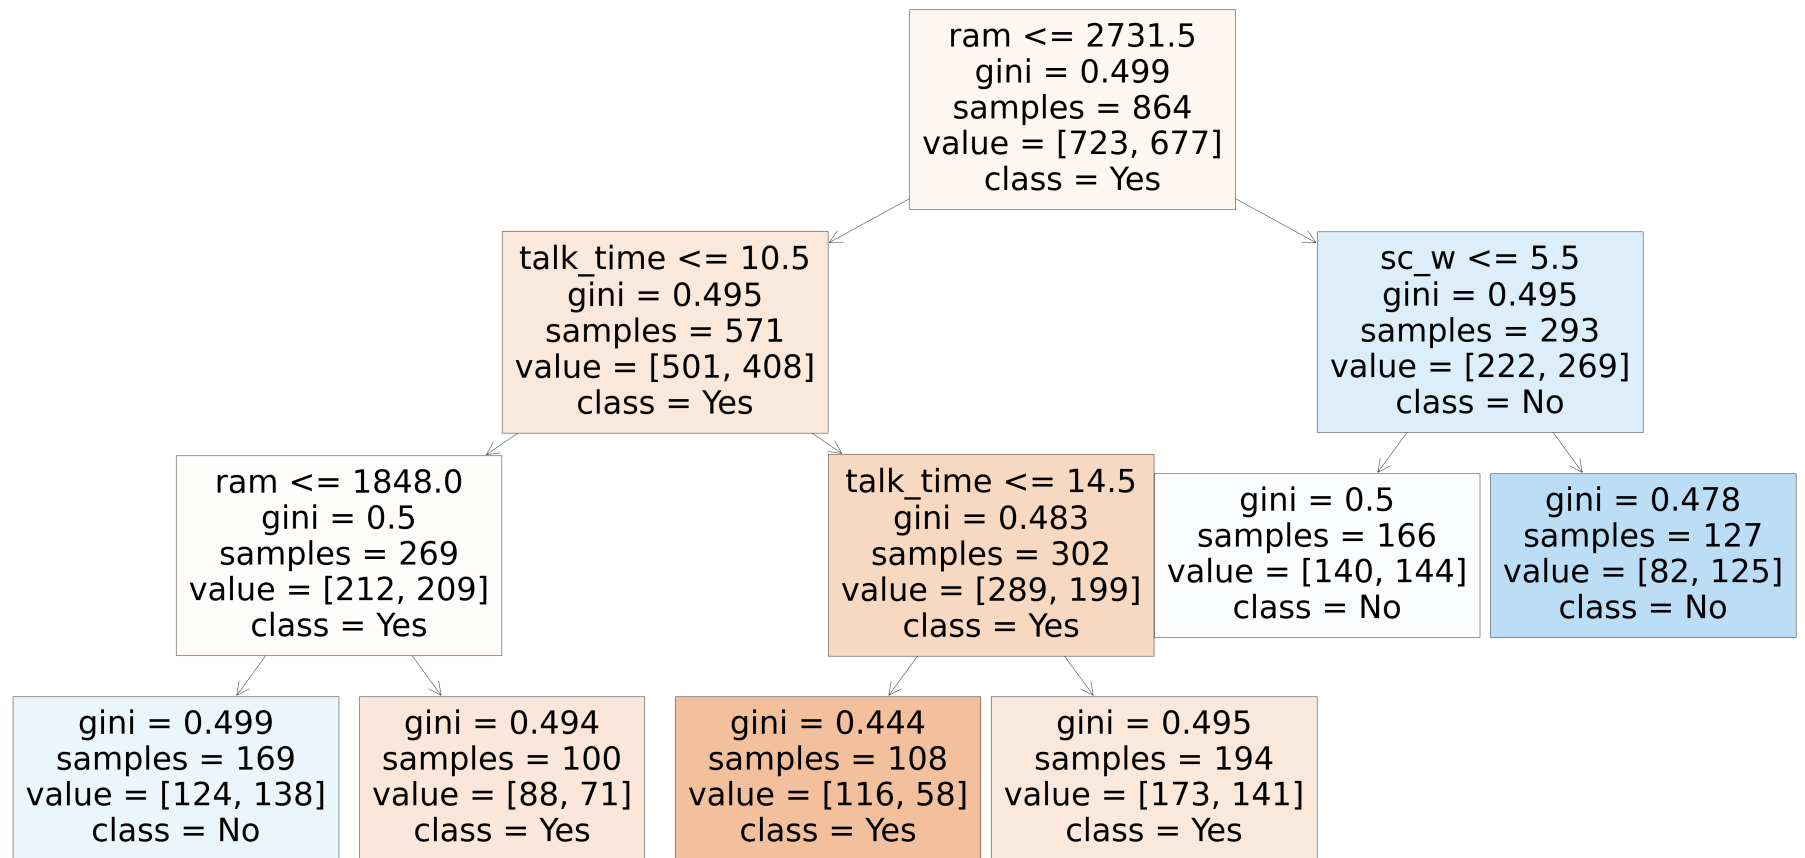 ram <= 2731.5
gini = 0.499
samples = 864
value = [723, 677]
class = Yes
talk_time <= 10.5
gini = 0.495
samples = 571
value = [501, 408]
class = Yes
sc_w <= 5.5
gini = 0.495
samples = 293
value = [222, 269]
class = No
ram <= 1848.0
gini = 0.5
samples = 269
value = [212, 209]
class = Yes
talk_time <= 14.5
gini = 0.483
samples = 302
value = [289, 199]
class = Yes
gini = 0.5
samples = 166
value = [140, 144]
class = No
gini = 0.478
samples = 127
value = [82, 125]
class = No
gini = 0.499
samples = 169
value = [124, 138]
class = No
gini = 0.494
samples = 100
value = [88, 71]
class = Yes
gini = 0.444
samples = 108
value = [116, 58]
class = Yes
gini = 0.495
samples = 194
value = [173, 141]
class = Yes